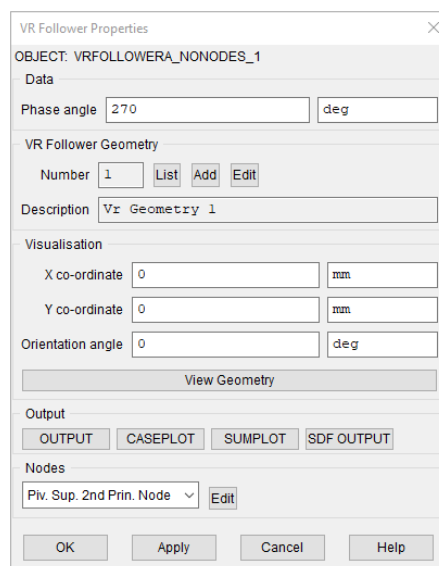 VR Follower Properties
OBJECT: VRFOLLOWERA_NONODES_1
Data
Phase angle 270 deg
VR Follower Geometry
Number 1 List Add Edit
Description Vr Geometry 1
Visualisation
X co-ordinate 0 mm
Y co-ordinate 0 mm
Orientation angle 0 deg
View Geometry
Output
OUTPUT CASEPLOT SUMPLOT SDF OUTPUT
Nodes
Piv. Sup. 2nd Prin. Node Edit
OK Apply Cancel Help